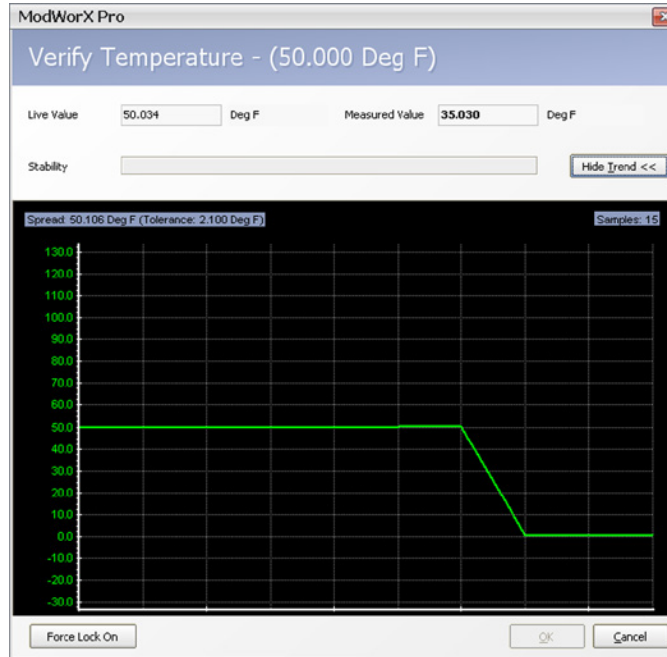 ModWorX Pro
Verify Temperature - (50.000 Deg F)
Live Value 50.034 Deg F Measured Value 35.030 Deg F
Stability Hide Trend <<
Spread: 50.106 Deg F (Tolerance: 2.100 Deg F) Samples: 15
130.0
120.0
110.0
100.0
90.0
80.0
70.0
60.0
50.0
40.0
30.0
20.0
10.0
0.0
-10.0
-20.0
-30.0
Force Lock On OK Cancel